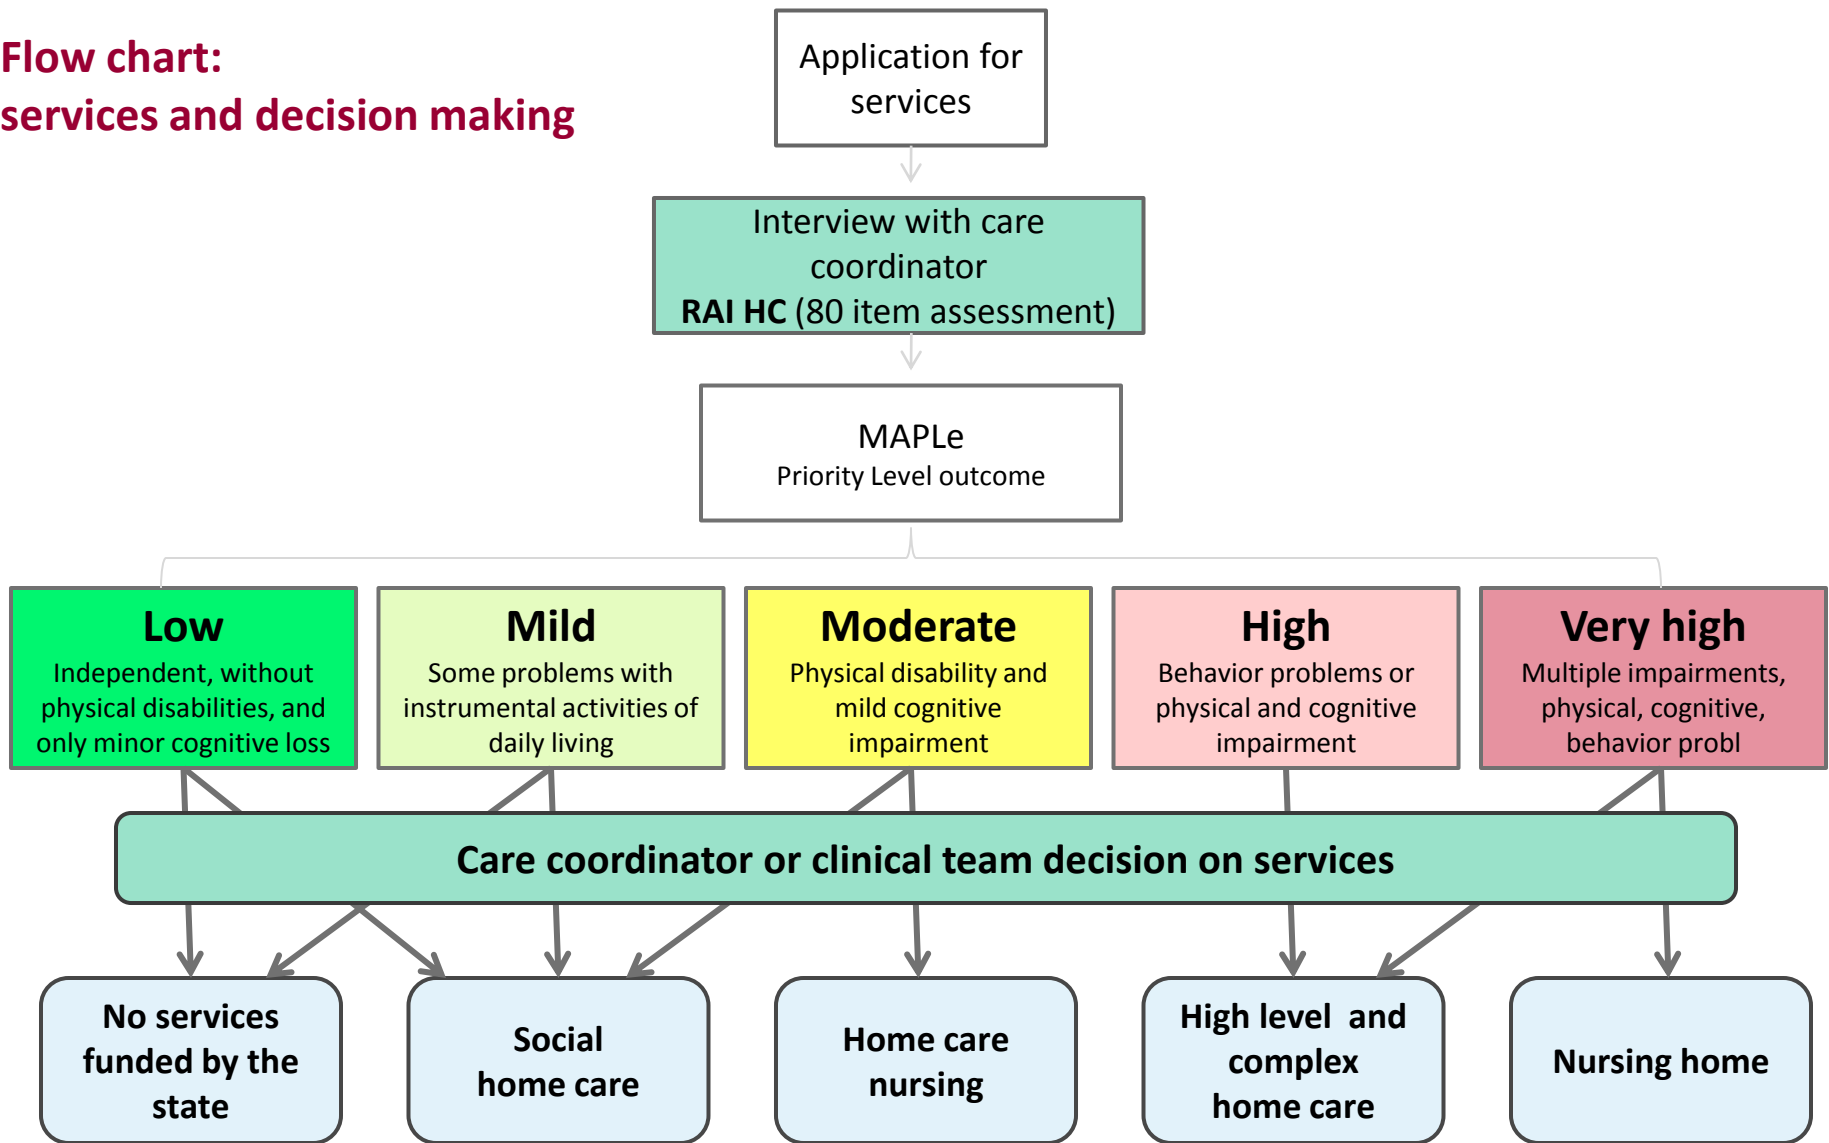 Flow chart:
services and decision making
Application for
services
Interview with care
coordinator
RAI HC (80 item assessment)
MAPLe
Priority Level outcome
Low
Independent, without
physical disabilities, and
only minor cognitive loss
Mild
Some problems with
instrumental activities of
daily living
Moderate
Physical disability and
mild cognitive
impairment
High
Behavior problems or
physical and cognitive
impairment
Very high
Multiple impairments,
physical, cognitive,
behavior probl
Care coordinator or clinical team decision on services
No services
funded by the
state
Social
home care
Home care
nursing
High level and
complex
home care
Nursing home